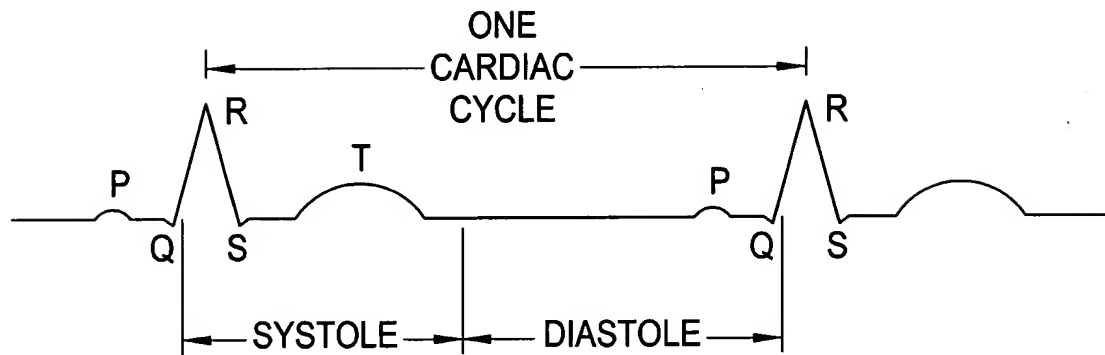 ONE
CARDIAC
CYCLE
R
R
P
T
P
Q
S
Q
S
SYSTOLE
DIASTOLE